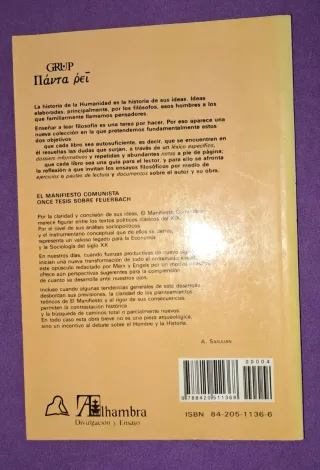 GRUP
Πάντα ῥεῖ
La historia de la Humanidad es la historia de sus ideas. Ideas
elaboradas, principalmente, por los filósofos, esos hombres a los
que familiarmente llamamos pensadores.
Enseñar a leer filosofía es una tarea por hacer. Por eso aparece una
nueva colección en la que pretendemos fundamentalmente estos
dos objetivos:
que cada libro sea autosuficiente, es decir, que se encuentren en
él resueltas las dudas que surjan, a través de un léxico específico,
dossiers informativos y repetidas y abundantes notas a pie de página;
que cada libro sea una guía para el lector, y para ello se afronta
la reflexión a que invitan los ensayos filosóficos por medio de
ejercicios o pautas de lectura y documentos sobre el autor y su obra.
EL MANIFIESTO COMUNISTA
ONCE TESIS SOBRE FEUERBACH
Por la claridad y concisión de sus ideas, El Manifiesto Comunista
merece figurar entre los textos políticos clásicos del XIX.
Por el nivel de sus análisis sociopolíticos
y el instrumentario conceptual que de ellos se deriva,
representa un valioso legado para la Economía
y la Sociología del siglo XX.
En nuestros días, cuando fuerzas productivas de nuevo signo
inician una nueva transformación de todo el entramado social,
este opúsculo redactado por Marx y Engels por un modus
ofrece aún perspectivas sugerentes para la comprensión
de cuanto se desarrolla ante nuestros ojos.
Incluso cuando algunas tendencias generales de este desarrollo
desbordan sus previsiones, la claridad de los planteamientos
teóricos de El Manifiesto y el rigor de sus consecuencias
permiten la contrastación histórica
y la búsqueda de caminos total o parcialmente nuevos.
En todo caso esta obra breve no es una pieza arqueológica,
sino un incentivo al debate sobre el Hombre y la Historia.
A. SANJUÁN
00004
9788420511368
ISBN 84-205-1136-6
Alhambra
Divulgación y Ensayo